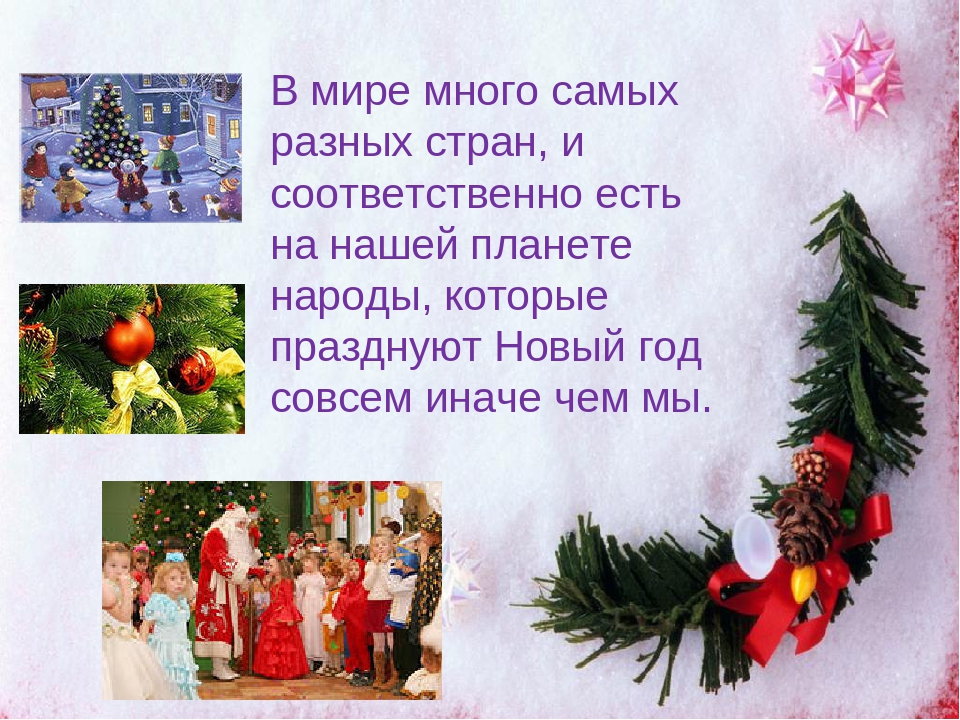 В мире много самых
разных стран, и
соответственно есть
на нашей планете
народы, которые
празднуют Новый год
совсем иначе чем мы.